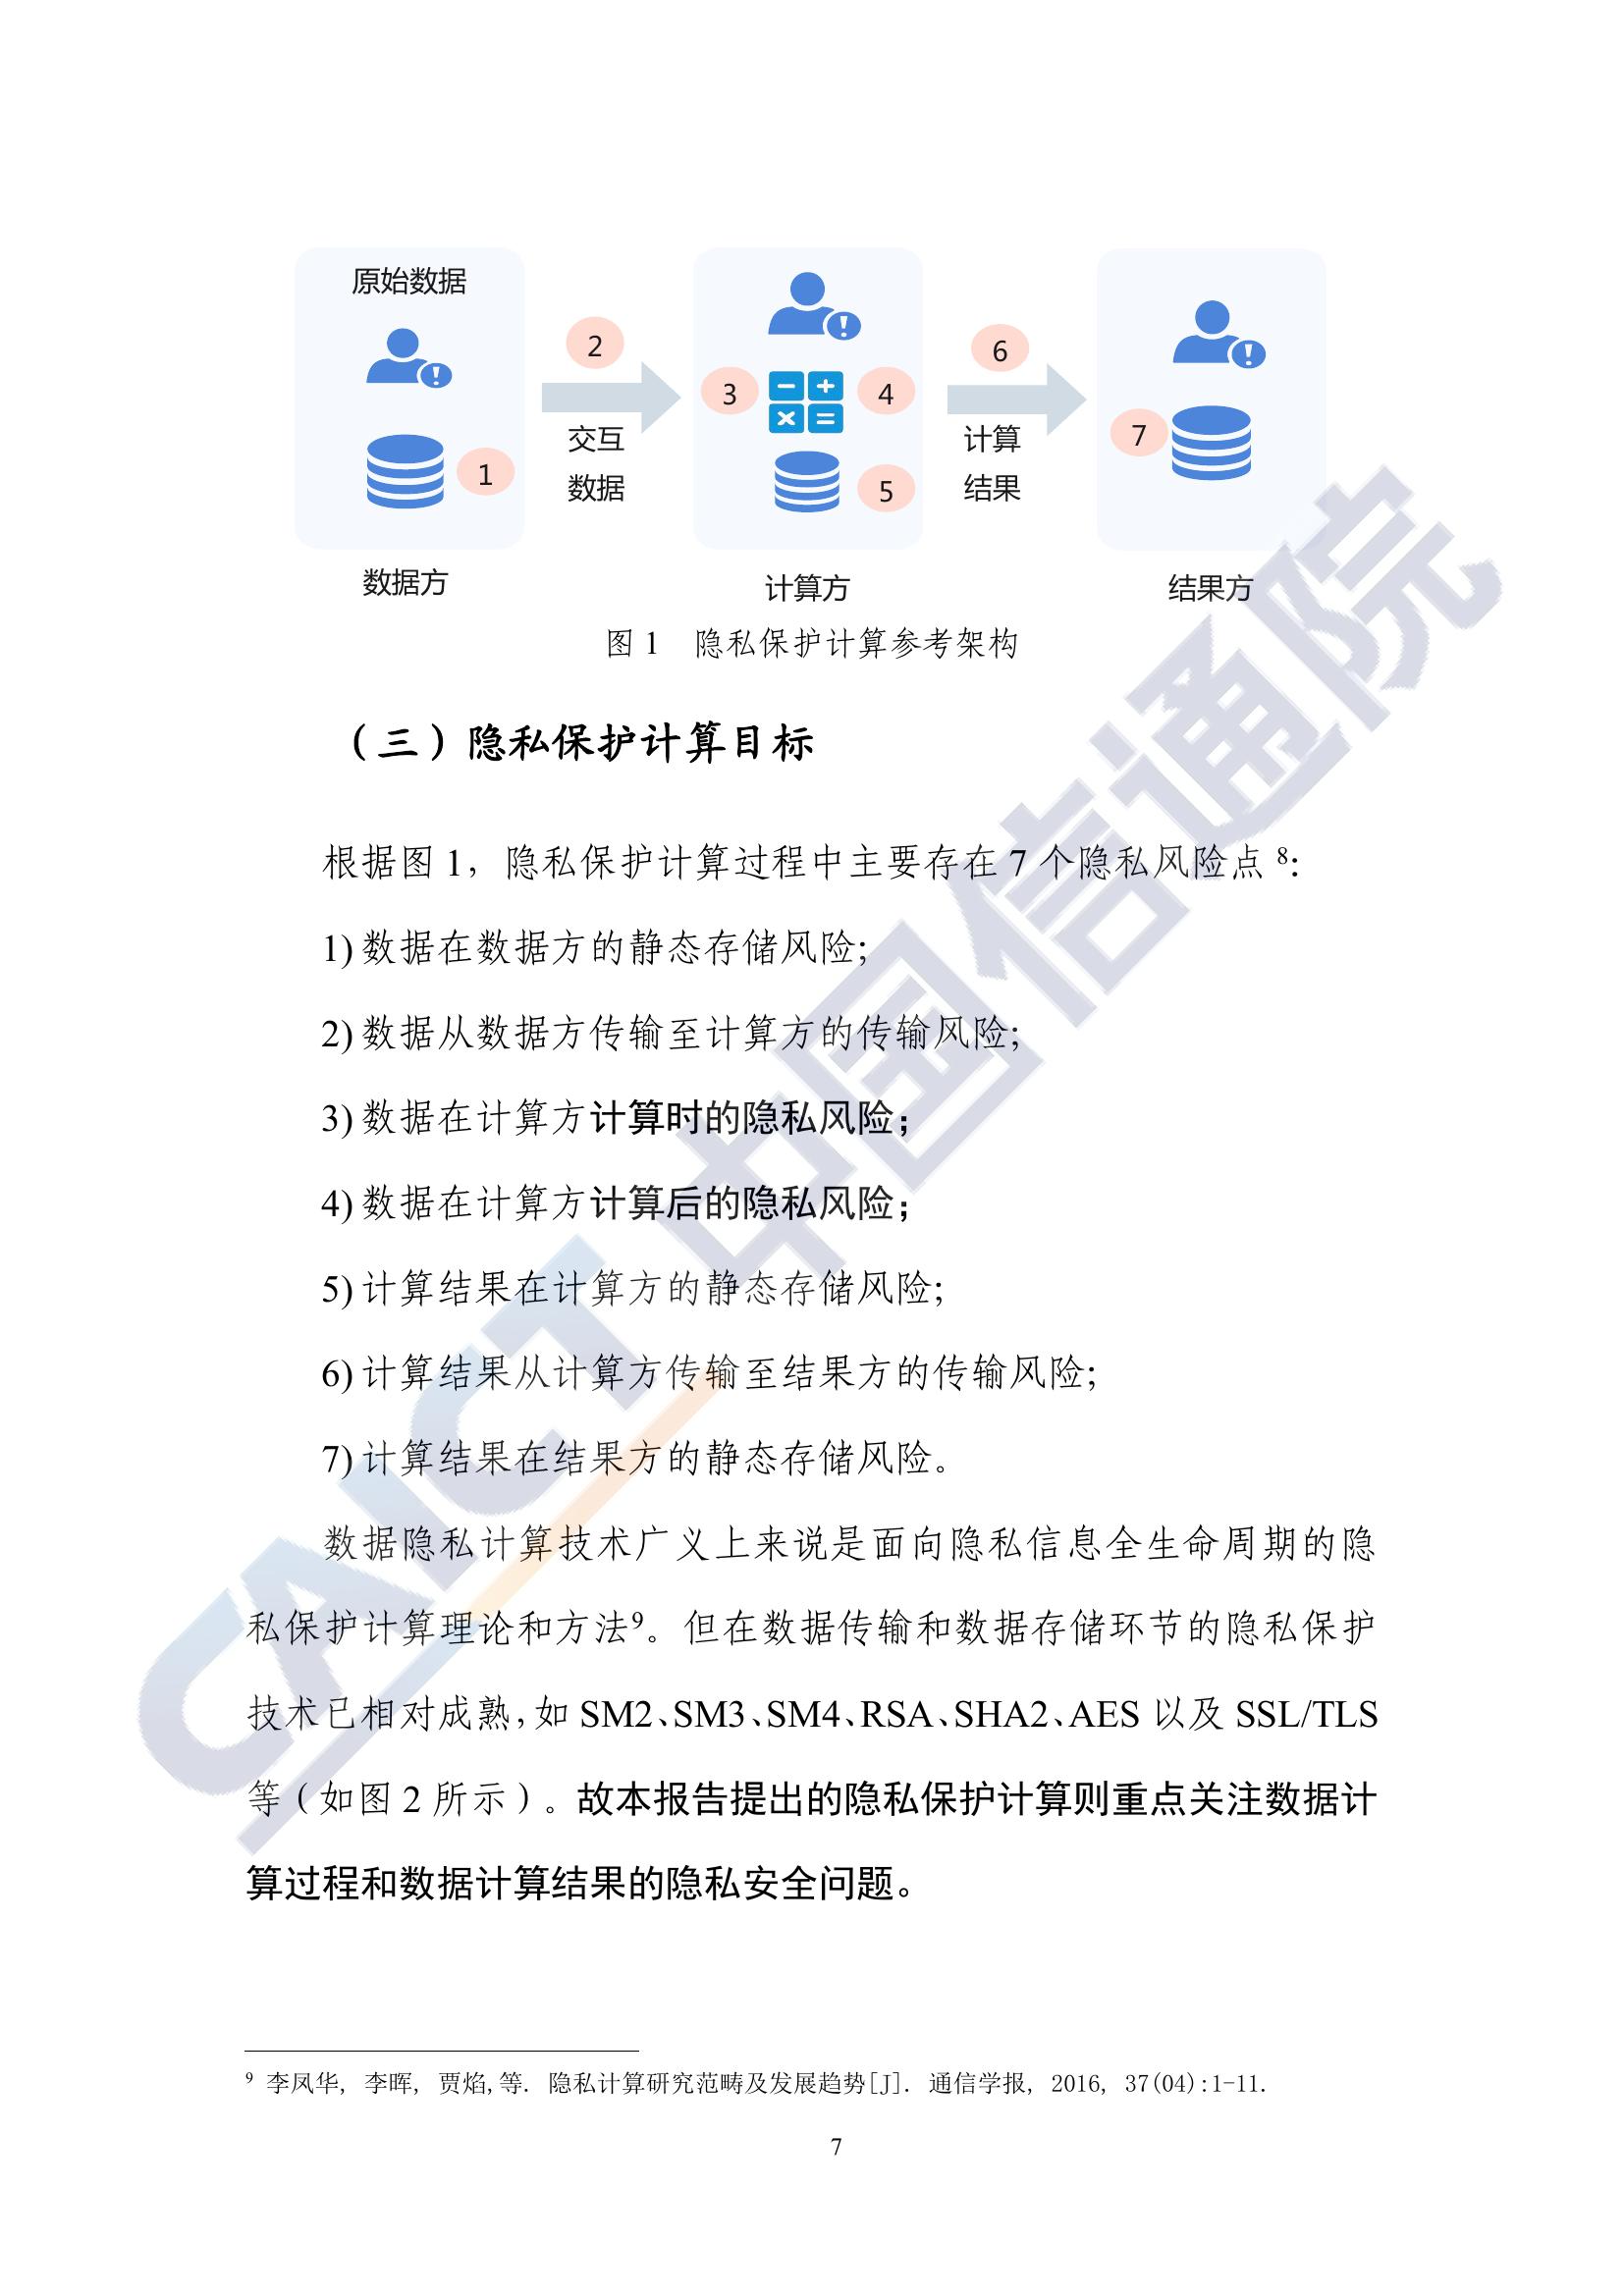 原始数据
1
数据方
2
交互
数据
3
4
5
计算方
6
计算
结果
7
结果方
图 1 隐私保护计算参考架构
（三）隐私保护计算目标
根据图 1，隐私保护计算过程中主要存在 7 个隐私风险点 8：
1) 数据在数据方的静态存储风险；
2) 数据从数据方传输至计算方的传输风险；
3) 数据在计算方计算时的隐私风险；
4) 数据在计算方计算后的隐私风险；
5) 计算结果在计算方的静态存储风险；
6) 计算结果从计算方传输至结果方的传输风险；
7) 计算结果在结果方的静态存储风险。
数据隐私计算技术广义上来说是面向隐私信息全生命周期的隐
私保护计算理论和方法9。但在数据传输和数据存储环节的隐私保护
技术已相对成熟，如 SM2、SM3、SM4、RSA、SHA2、AES 以及 SSL/TLS
等（如图 2 所示）。故本报告提出的隐私保护计算则重点关注数据计
算过程和数据计算结果的隐私安全问题。
9 李凤华, 李晖, 贾焰,等. 隐私计算研究范畴及发展趋势[J]. 通信学报, 2016, 37(04):1-11.
7
CAICT 中国信通院